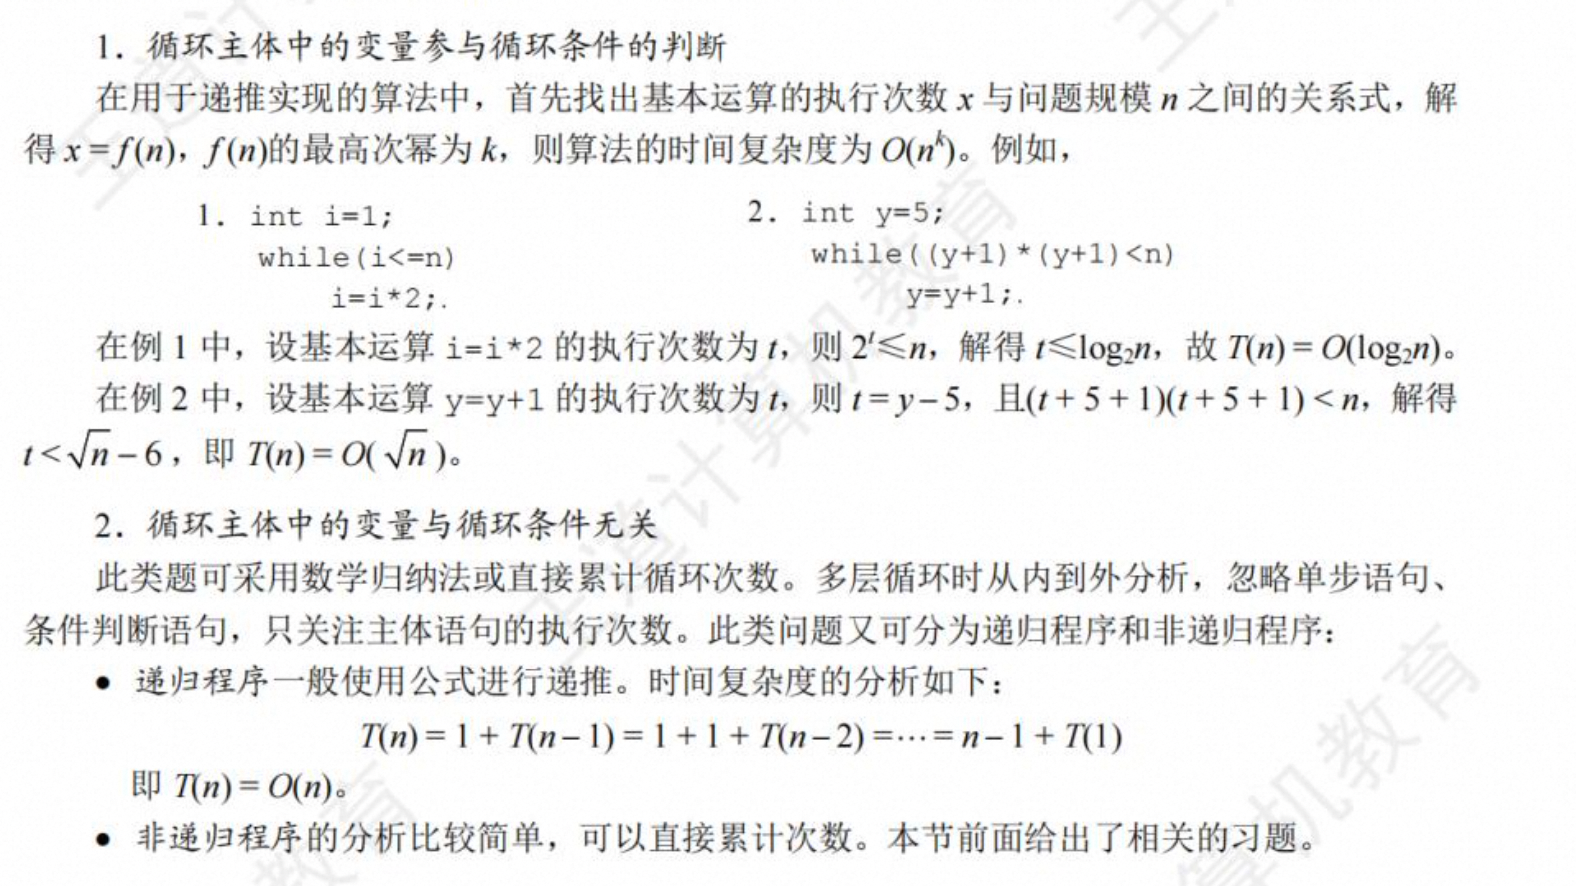 1．循环主体中的变量参与循环条件的判断
在用于递推实现的算法中，首先找出基本运算的执行次数 x 与问题规模 n 之间的关系式，解
得 x = f(n)，f(n)的最高次幂为 k，则算法的时间复杂度为 O(nᵏ)。例如，
1. int i=1; 2. int y=5;
while(i<=n) while((y+1)*(y+1)<n)
i=i*2;. y=y+1;.
在例 1 中，设基本运算 i=i*2 的执行次数为 t，则 2ᵗ≤n，解得 t≤log₂n，故 T(n) = O(log₂n)。
在例 2 中，设基本运算 y=y+1 的执行次数为 t，则 t = y – 5，且(t + 5 + 1)(t + 5 + 1) < n，解得
t < √n – 6，即 T(n) = O(√n)。
2．循环主体中的变量与循环条件无关
此类题可采用数学归纳法或直接累计循环次数。多层循环时从内到外分析，忽略单步语句、
条件判断语句，只关注主体语句的执行次数。此类问题又可分为递归程序和非递归程序：
● 递归程序一般使用公式进行递推。时间复杂度的分析如下：
T(n) = 1 + T(n – 1) = 1 + 1 + T(n – 2) = ⋯ = n – 1 + T(1)
即 T(n) = O(n)。
● 非递归程序的分析比较简单，可以直接累计次数。本节前面给出了相关的习题。
王道计算机教育